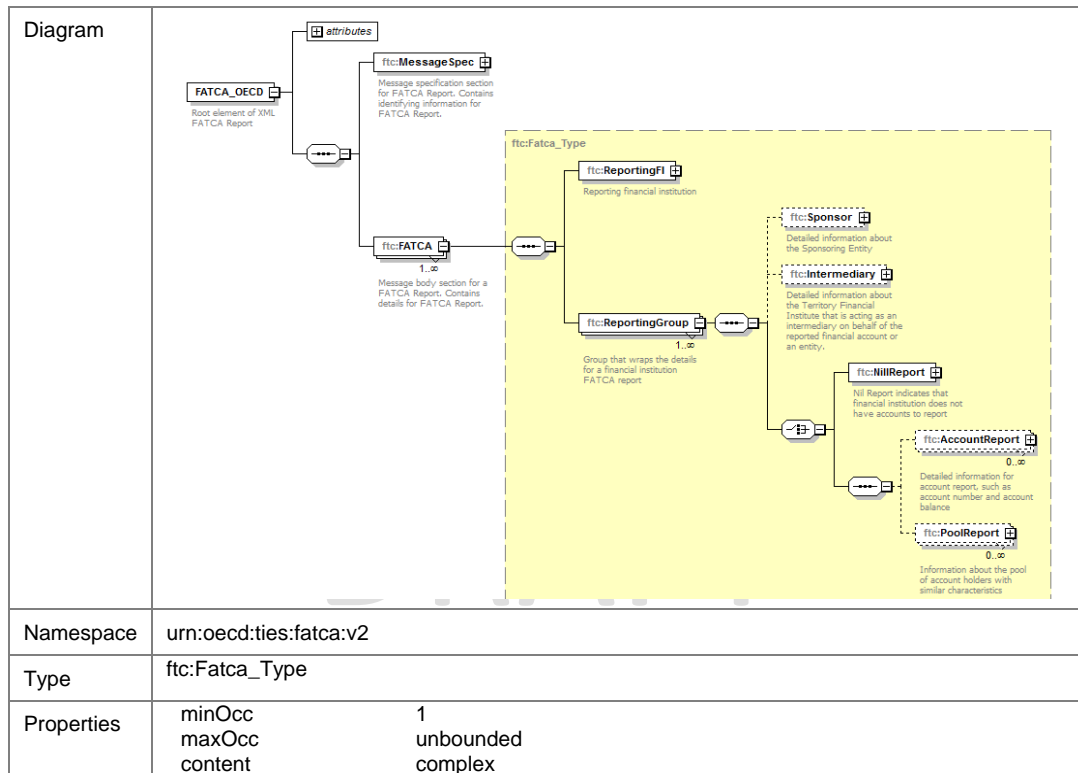 Diagram
attributes
ftc:MessageSpec
Message specification section
for FATCA Report. Contains
identifying information for
FATCA Report.
FATCA_OECD
Root element of XML
FATCA Report
ftc:Fatca_Type
ftc:ReportingFI
Reporting financial institution
ftc:Sponsor
Detailed information about
the Sponsoring Entity
ftc:FATCA
1..∞
Message body section for a
FATCA Report. Contains
details for FATCA Report.
ftc:Intermediary
Detailed information about
the Territory Financial
Institute that is acting as an
intermediary on behalf of the
reported financial account or
an entity.
ftc:ReportingGroup
1..∞
Group that wraps the details
for a financial institution
FATCA report
ftc:NillReport
Nil Report indicates that
financial institution does not
have accounts to report
ftc:AccountReport
0..∞
Detailed information for
account report, such as
account number and account
balance
ftc:PoolReport
0..∞
Information about the pool
of account holders with
similar characteristics
Namespace urn:oecd:ties:fatca:v2
Type ftc:Fatca_Type
Properties minOcc 1
maxOcc unbounded
content complex